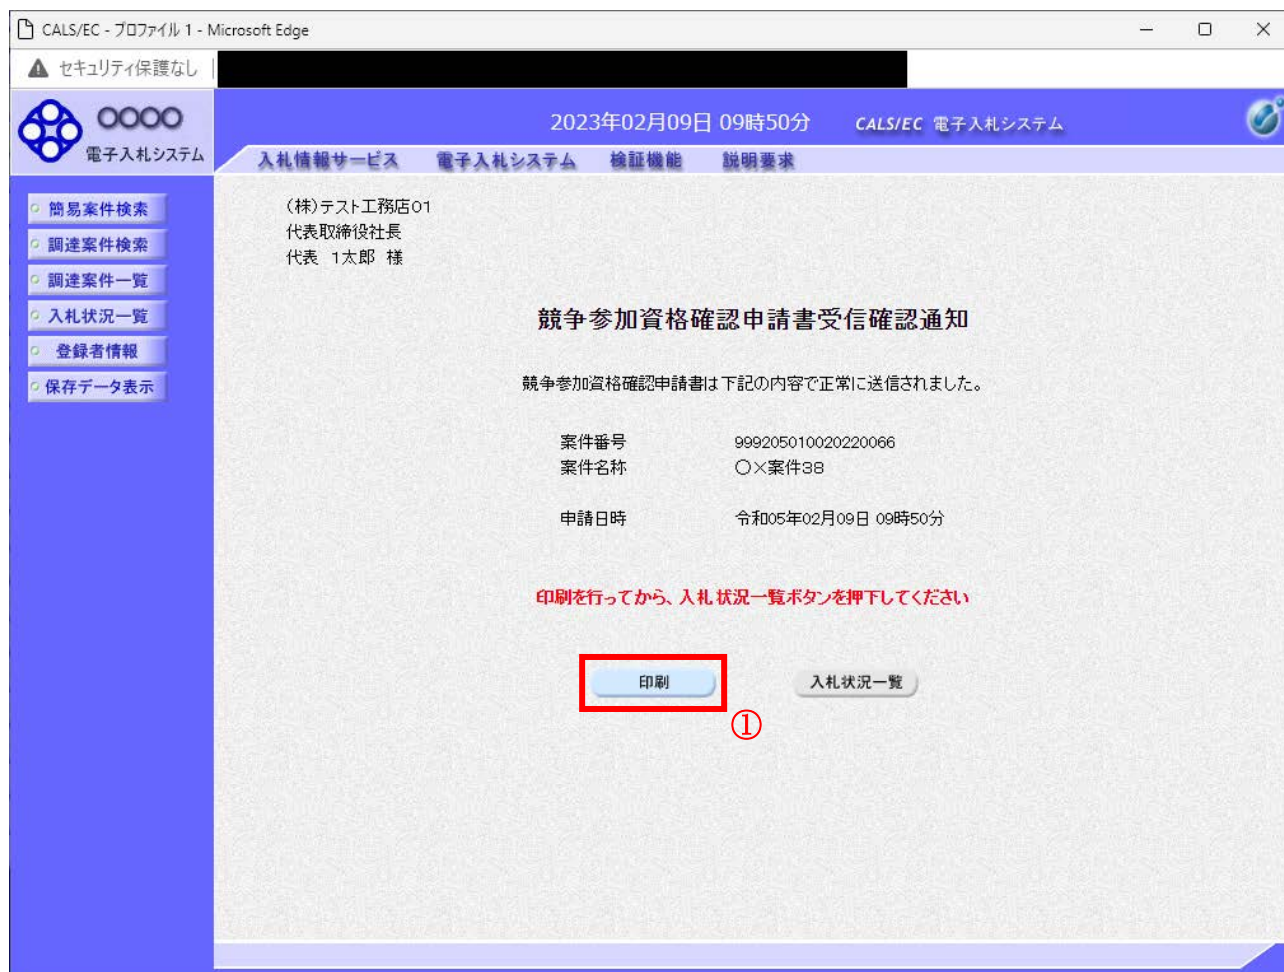 CALS/EC - プロファイル 1 - Microsoft Edge
セキュリティ保護なし
〇〇〇〇
電子入札システム
2023年02月09日 09時50分
CALS/EC 電子入札システム
入札情報サービス 電子入札システム 検証機能 説明要求
簡易案件検索
調達案件検索
調達案件一覧
入札状況一覧
登録者情報
保存データ表示
(株)テスト工務店01
代表取締役社長
代表 1太郎 様
競争参加資格確認申請書受信確認通知
競争参加資格確認申請書は下記の内容で正常に送信されました。
案件番号 999205010020220066
案件名称 〇×案件38
申請日時 令和05年02月09日 09時50分
印刷を行ってから、入札状況一覧ボタンを押下してください
印刷 入札状況一覧
①